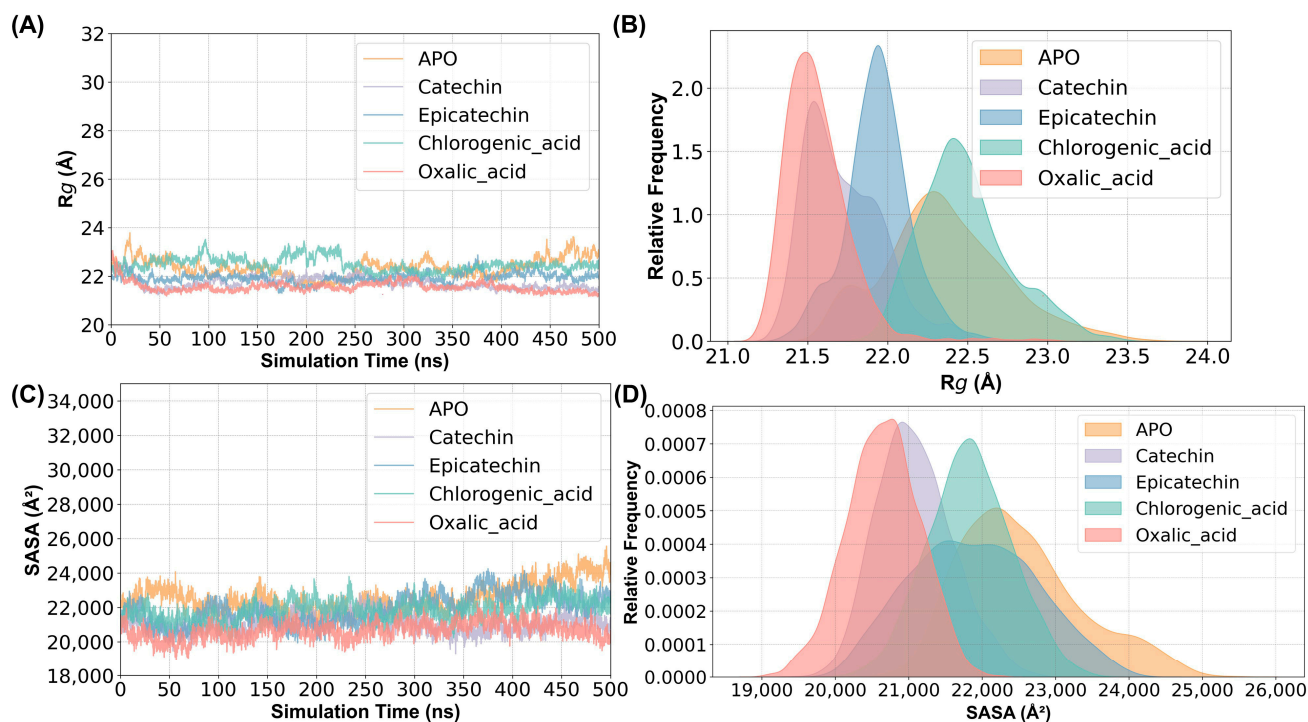 (A)
Rg (Å)
32
30
28
26
24
22
20
APO
Catechin
Epicatechin
Chlorogenic_acid
Oxalic_acid
0 50 100 150 200 250 300 350 400 450 500
Simulation Time (ns)
(B)
Relative Frequency
2.0
1.5
1.0
0.5
0.0
APO
Catechin
Epicatechin
Chlorogenic_acid
Oxalic_acid
21.0 21.5 22.0 22.5 23.0 23.5 24.0
Rg (Å)
(C)
SASA (Å²)
34,000
32,000
30,000
28,000
26,000
24,000
22,000
20,000
18,000
APO
Catechin
Epicatechin
Chlorogenic_acid
Oxalic_acid
0 50 100 150 200 250 300 350 400 450 500
Simulation Time (ns)
(D)
Relative Frequency
0.0008
0.0007
0.0006
0.0005
0.0004
0.0003
0.0002
0.0001
0.0000
APO
Catechin
Epicatechin
Chlorogenic_acid
Oxalic_acid
19,000 20,000 21,000 22,000 23,000 24,000 25,000 26,000
SASA (Å²)